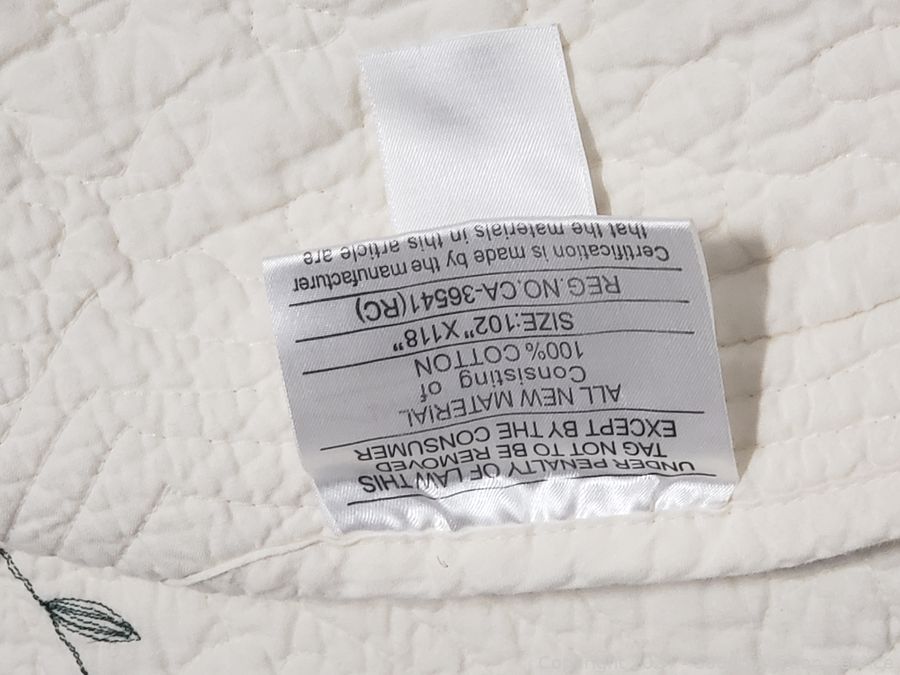 UNDER PENALTY OF LAW THIS
TAG NOT TO BE REMOVED
EXCEPT BY THE CONSUMER
ALL NEW MATERIAL
Consisting of
100% COTTON
SIZE:102"X118"
REG.NO.CA-36541(RC)
Certification is made by the manufacturer
that the materials in this article are
Copyright